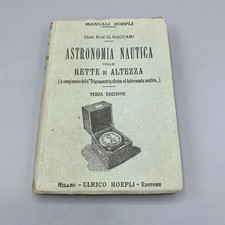 MANUALI HOEPLI
Dott. Prof. G. NACCARI
ASTRONOMIA NAUTICA
COLLE
RETTE DI ALTEZZA
(A complemento della "Trigonometria sferica ed Astronomia nautica„)
TERZA EDIZIONE
MILANO - ULRICO HOEPLI - EDITORE